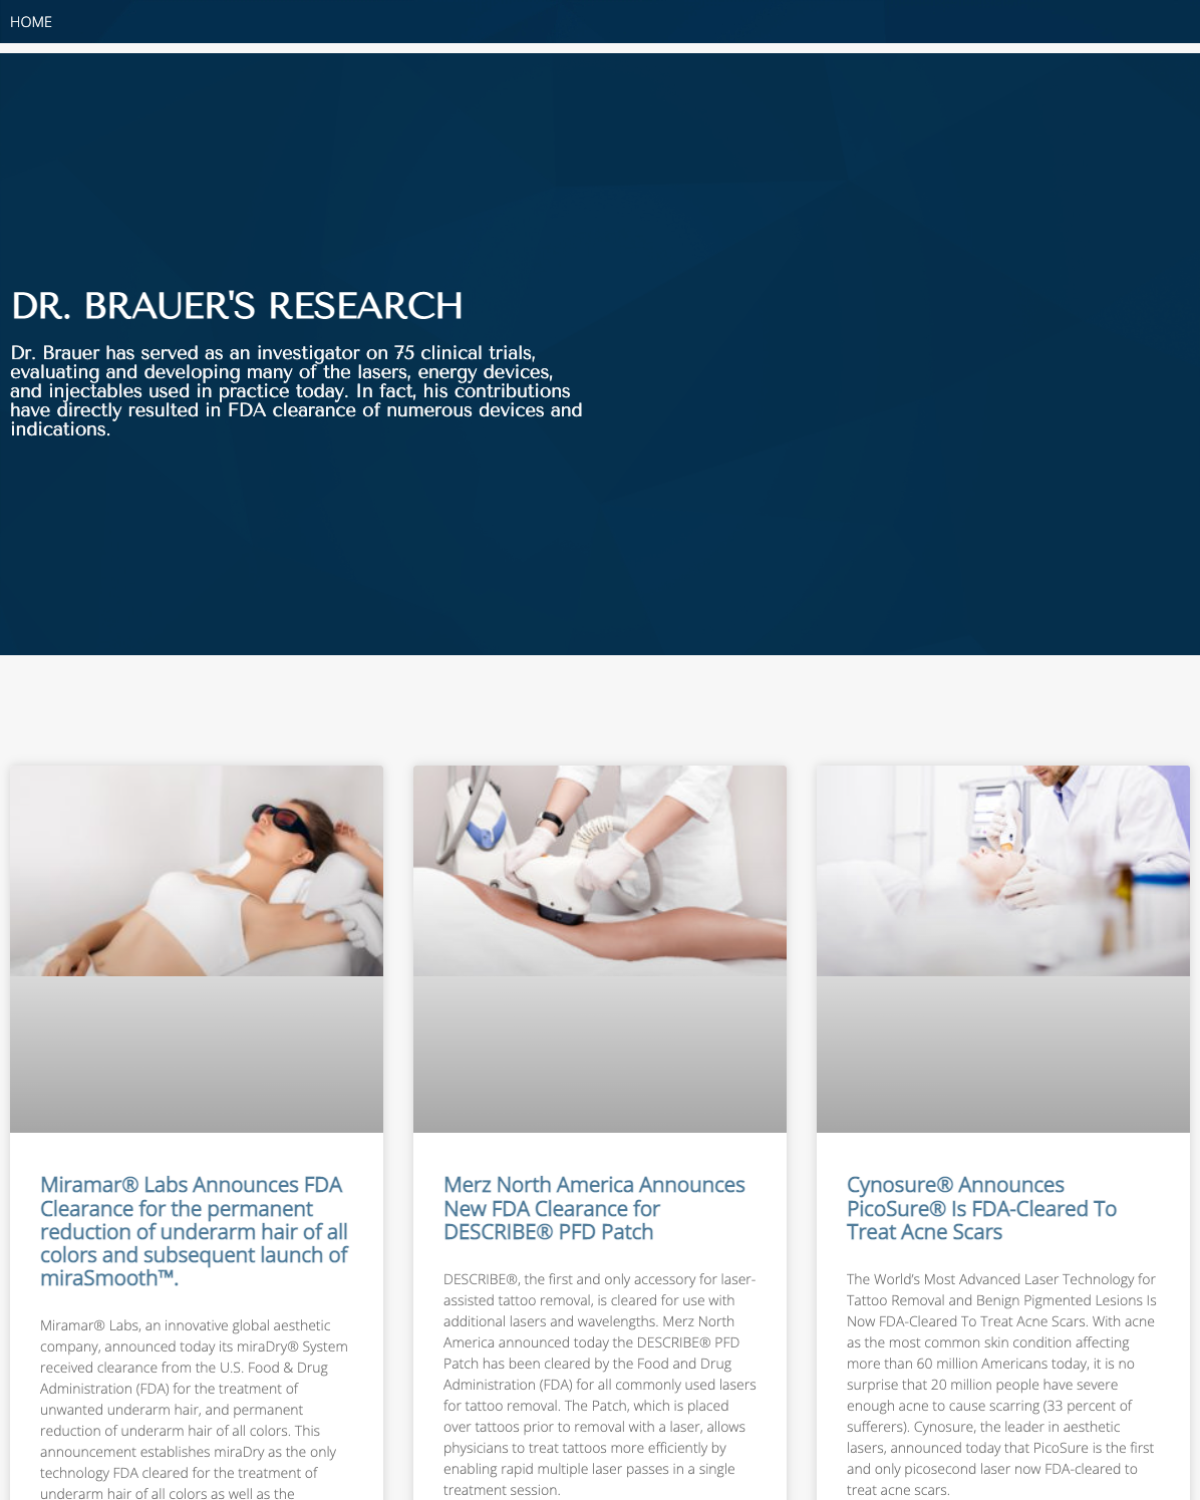 HOME
DR. BRAUER'S RESEARCH
Dr. Brauer has served as an investigator on 75 clinical trials,
evaluating and developing many of the lasers, energy devices,
and injectables used in practice today. In fact, his contributions
have directly resulted in FDA clearance of numerous devices and
indications.
Miramar® Labs Announces FDA
Clearance for the permanent
reduction of underarm hair of all
colors and subsequent launch of
miraSmooth™.
Miramar® Labs, an innovative global aesthetic
company, announced today its miraDry® System
received clearance from the U.S. Food & Drug
Administration (FDA) for the treatment of
unwanted underarm hair, and permanent
reduction of underarm hair of all colors. This
announcement establishes miraDry as the only
technology FDA cleared for the treatment of
underarm hair of all colors as well as the
Merz North America Announces
New FDA Clearance for
DESCRIBE® PFD Patch
DESCRIBE®, the first and only accessory for laser-
assisted tattoo removal, is cleared for use with
additional lasers and wavelengths. Merz North
America announced today the DESCRIBE® PFD
Patch has been cleared by the Food and Drug
Administration (FDA) for all commonly used lasers
for tattoo removal. The Patch, which is placed
over tattoos prior to removal with a laser, allows
physicians to treat tattoos more efficiently by
enabling rapid multiple laser passes in a single
treatment session.
Cynosure® Announces
PicoSure® Is FDA-Cleared To
Treat Acne Scars
The World's Most Advanced Laser Technology for
Tattoo Removal and Benign Pigmented Lesions Is
Now FDA-Cleared To Treat Acne Scars. With acne
as the most common skin condition affecting
more than 60 million Americans today, it is no
surprise that 20 million people have severe
enough acne to cause scarring (33 percent of
sufferers). Cynosure, the leader in aesthetic
lasers, announced today that PicoSure is the first
and only picosecond laser now FDA-cleared to
treat acne scars.